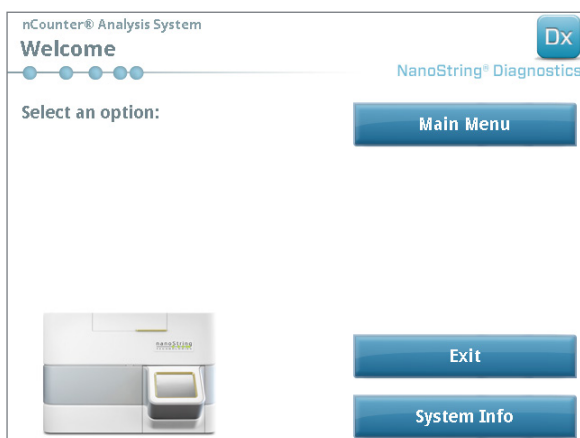 nCounter® Analysis System
Welcome
Dx
NanoString® Diagnostics
Select an option:
Main Menu
nanoString
Exit
System Info